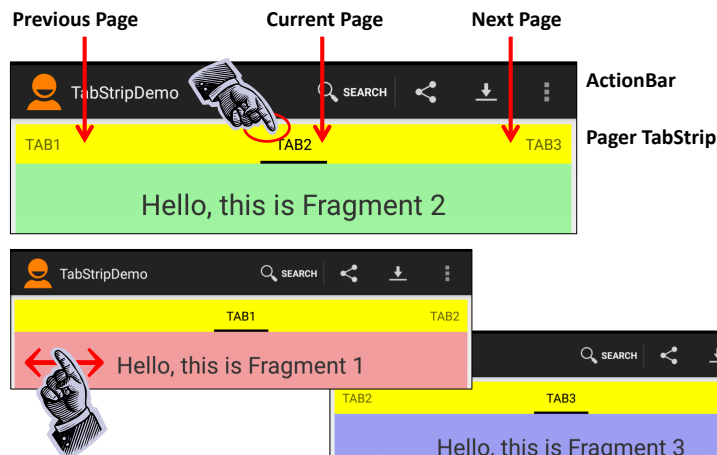 Previous Page Current Page Next Page
TabStripDemo SEARCH ActionBar
TAB1 TAB2 TAB3 Pager TabStrip
Hello, this is Fragment 2
TabStripDemo SEARCH
TAB1 TAB2
Hello, this is Fragment 1
SEARCH
TAB2 TAB3
Hello, this is Fragment 3